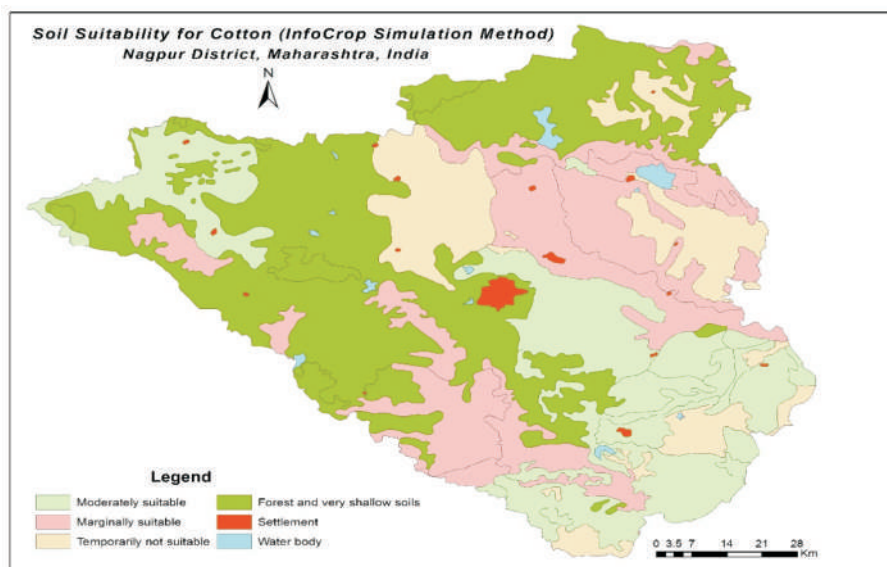 Soil Suitability for Cotton (InfoCrop Simulation Method)
Nagpur District, Maharashtra, India
N
Legend
Moderately suitable
Marginally suitable
Temporarily not suitable
Forest and very shallow soils
Settlement
Water body
0 3.5 7 14 21 28
Km